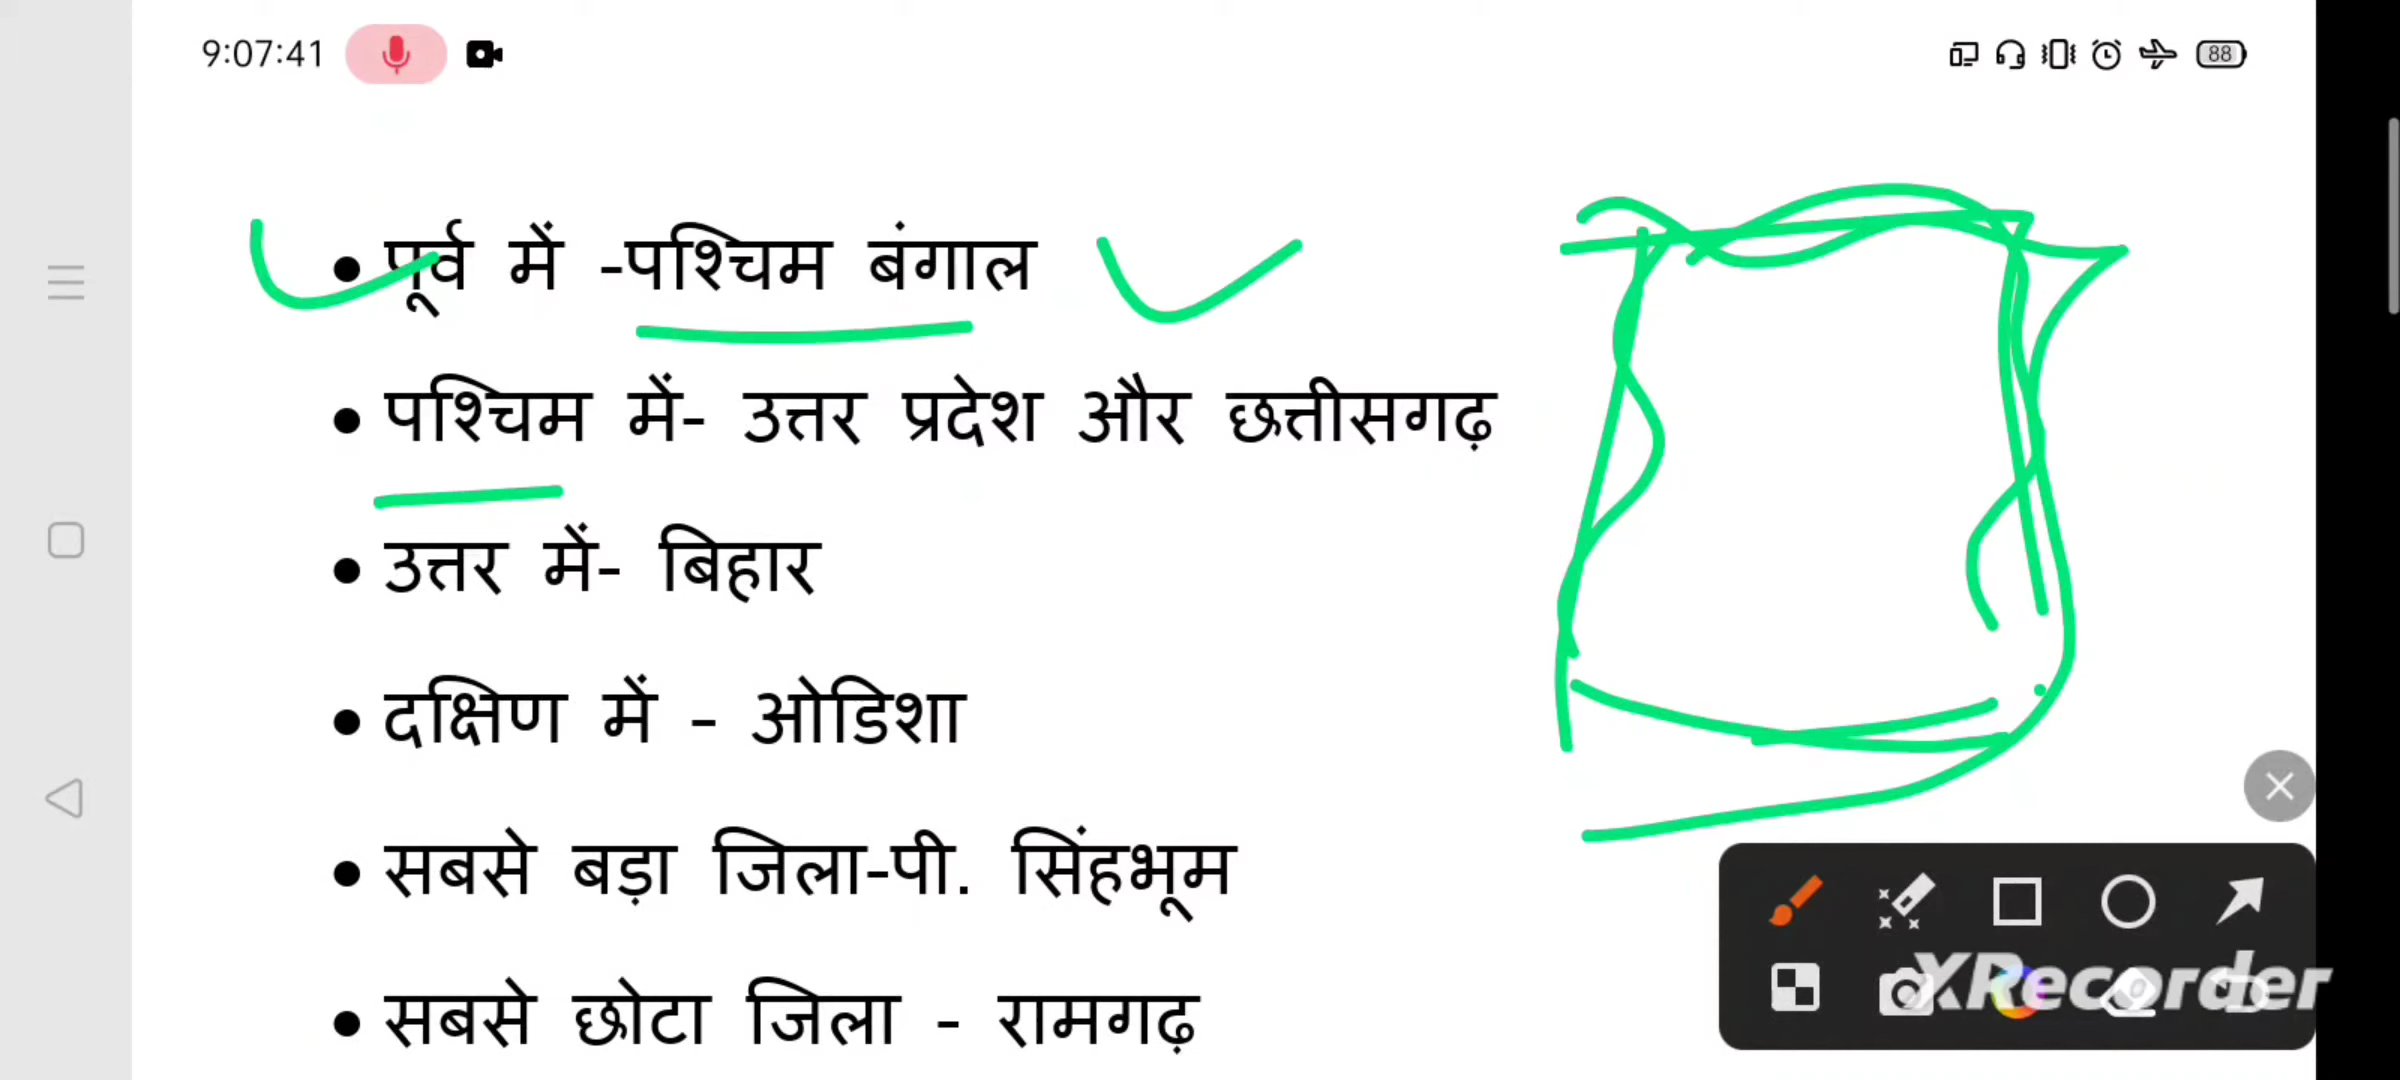 9:07:41
88
• पूर्व में -पश्चिम बंगाल
• पश्चिम में- उत्तर प्रदेश और छत्तीसगढ़
• उत्तर में- बिहार
• दक्षिण में - ओडिशा
• सबसे बड़ा जिला-पी. सिंहभूम
• सबसे छोटा जिला - रामगढ़
XRecorder